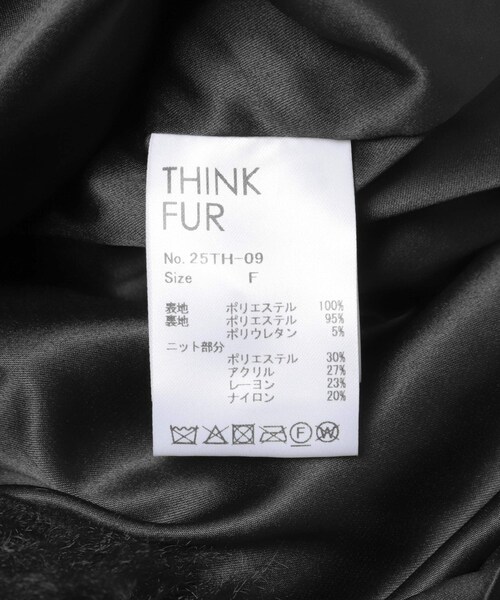 THINK
FUR
No. 25TH-09
Size F
表地 ポリエステル 100%
裏地 ポリエステル 95%
ポリウレタン 5%
ニット部分
ポリエステル 30%
アクリル 27%
レーヨン 23%
ナイロン 20%
F W